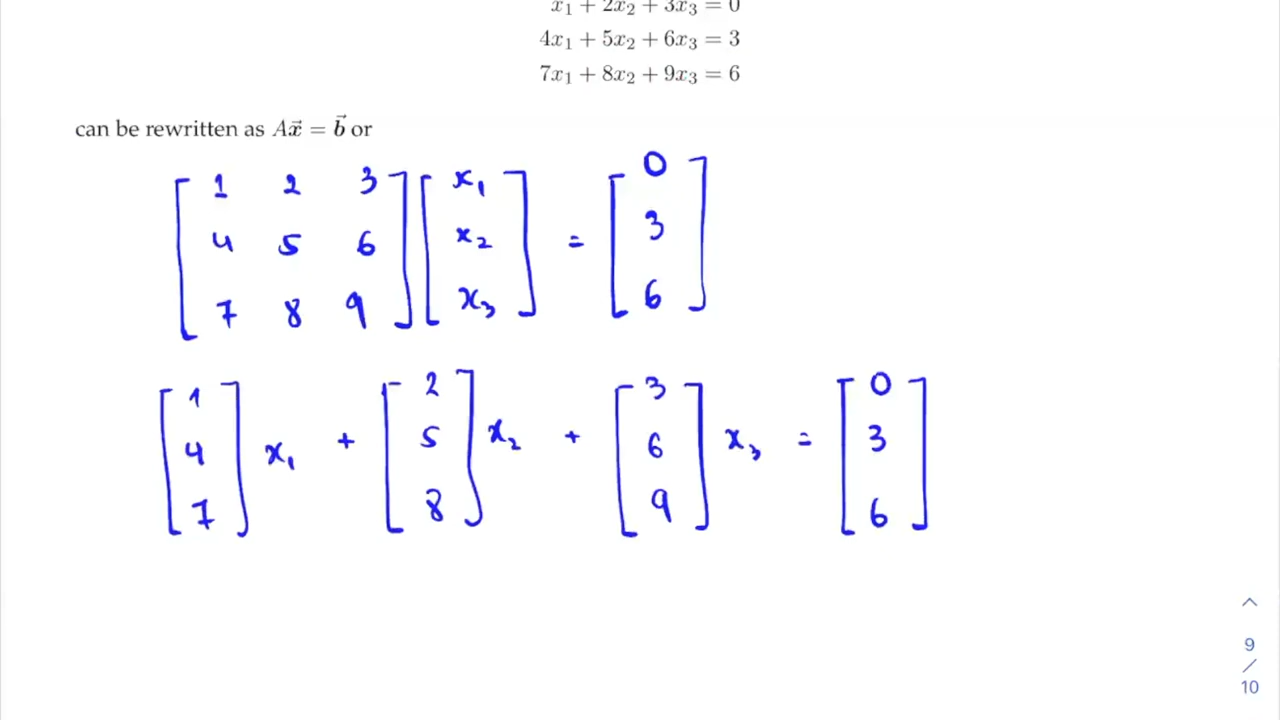 x₁ + 2x₂ + 3x₃ = 0
4x₁ + 5x₂ + 6x₃ = 3
7x₁ + 8x₂ + 9x₃ = 6
can be rewritten as Ax⃗ = b⃗ or
[ 1 2 3 ] [ x₁ ] [ 0 ]
[ 4 5 6 ] [ x₂ ] = [ 3 ]
[ 7 8 9 ] [ x₃ ] [ 6 ]
[ 1 ] [ 2 ] [ 3 ] [ 0 ]
[ 4 ] x₁ + [ 5 ] x₂ + [ 6 ] x₃ = [ 3 ]
[ 7 ] [ 8 ] [ 9 ] [ 6 ]
9
/
10